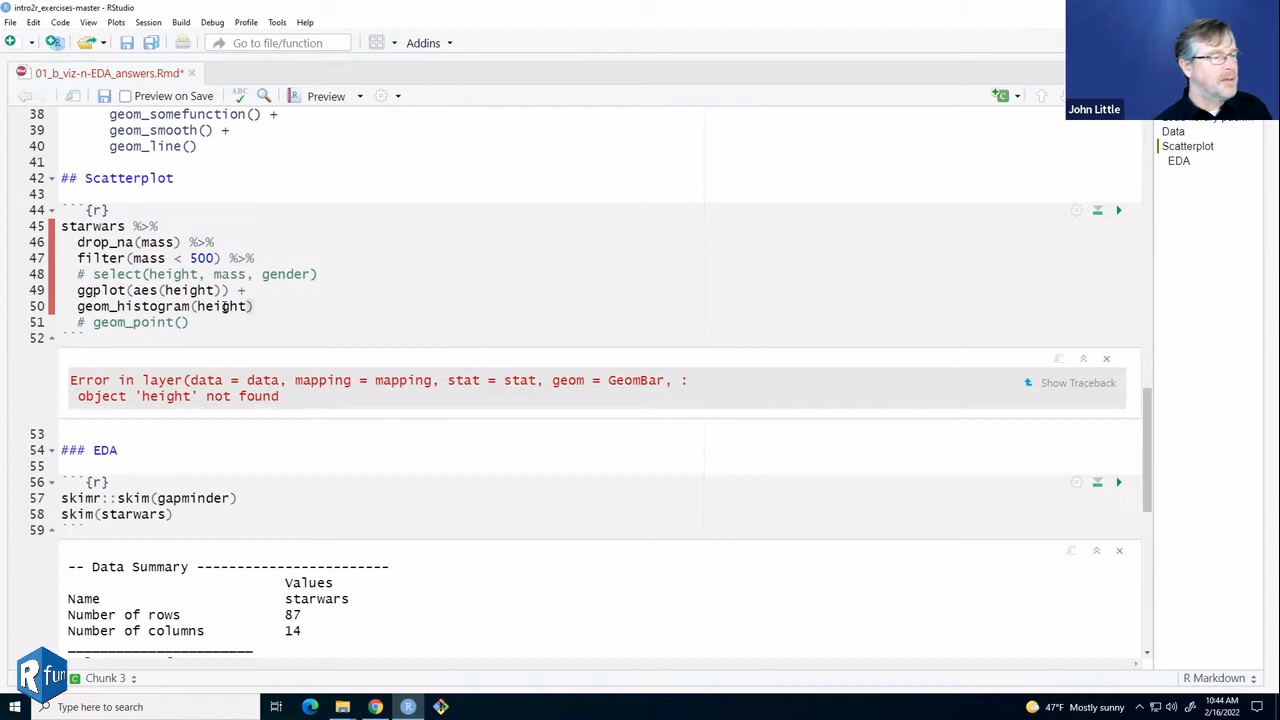 intro2r_exercises-master - RStudio
File Edit Code View Plots Session Build Debug Profile Tools Help
Go to file/function Addins
01_b_viz-n-EDA_answers.Rmd*
Preview on Save ABC Preview
John Little
38 geom_somefunction() +
39 geom_smooth() +
40 geom_line()
41
42 ## Scatterplot
43
44 ```{r}
45 starwars %>%
46 drop_na(mass) %>%
47 filter(mass < 500) %>%
48 # select(height, mass, gender)
49 ggplot(aes(height)) +
50 geom_histogram(height)
51 # geom_point()
52 ```
Error in layer(data = data, mapping = mapping, stat = stat, geom = GeomBar, :
object 'height' not found
Show Traceback
53
54 ### EDA
55
56 ```{r}
57 skimr::skim(gapminder)
58 skim(starwars)
59 ```
-- Data Summary ------------------------
Values
Name starwars
Number of rows 87
Number of columns 14
_______________________
Data
Scatterplot
EDA
R fun
Chunk 3
R Markdown
Type here to search
47°F Mostly sunny
10:44 AM
2/16/2022